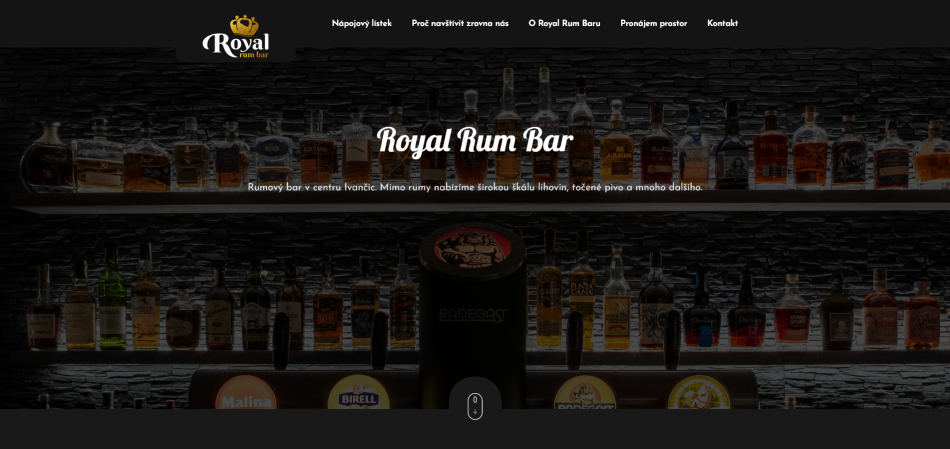 Royal
rum bar
Nápojový lístek
Proč navštívit zrovna nás
O Royal Rum Baru
Pronájem prostor
Kontakt
Royal Rum Bar
Rumový bar v centru Ivančic. Mimo rumy nabízíme širokou škálu lihovin, točené pivo a mnoho dalšího.
RADEGAST
Malina
BIRELL
RADEGAST